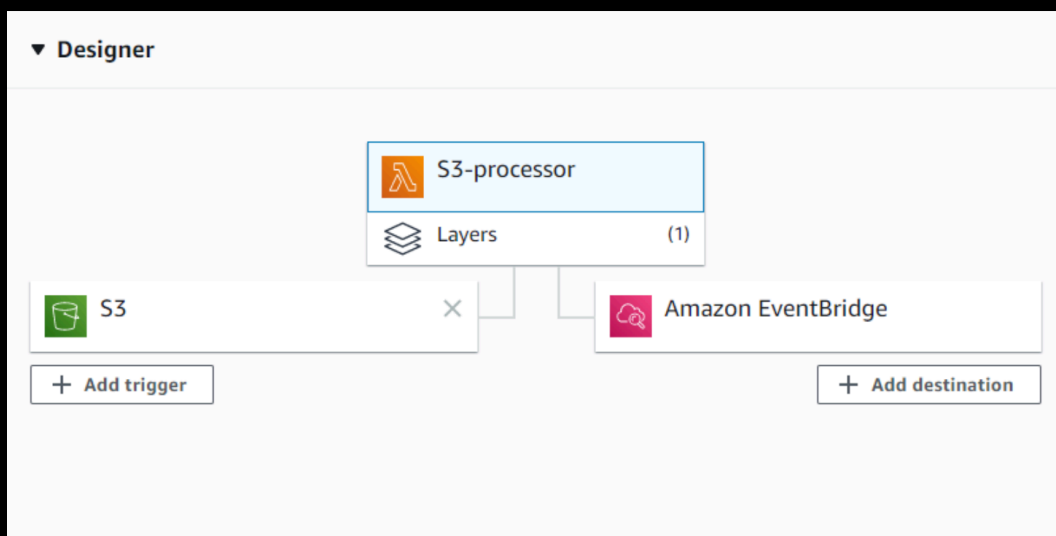 Designer
S3-processor
Layers (1)
S3
Amazon EventBridge
+ Add trigger
+ Add destination